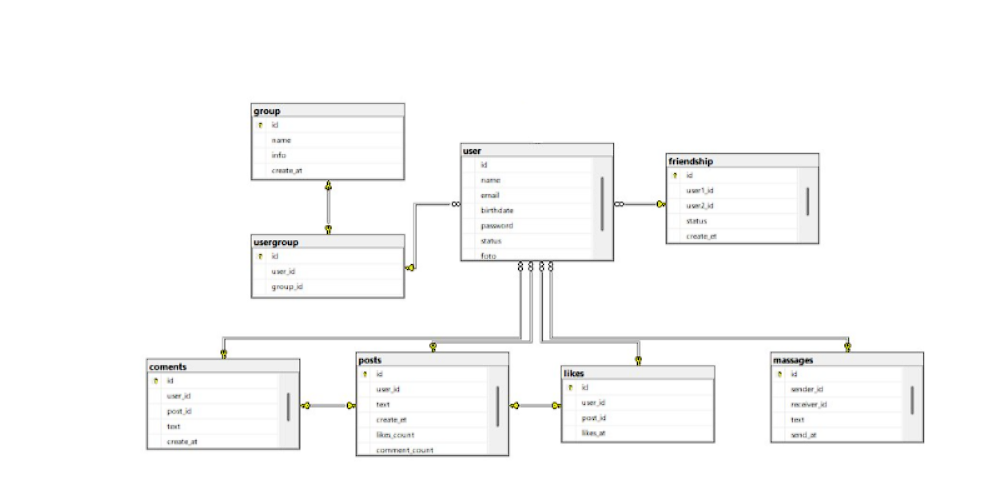 group
id
name
info
create_at
user
id
name
email
birthdate
password
status
foto
friendship
id
user1_id
user2_id
status
create_et
usergroup
id
user_id
group_id
coments
id
user_id
post_id
text
create_at
posts
id
user_id
text
create_et
likes_count
comment_count
likes
id
user_id
post_id
likes_at
massages
id
sender_id
receiver_id
text
send_at